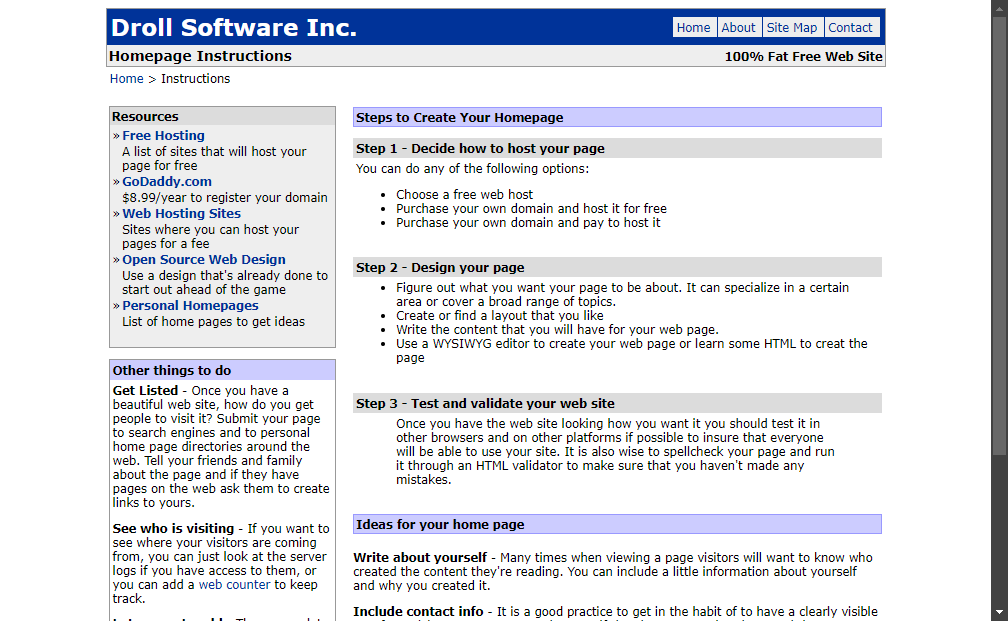 Droll Software Inc.
Home About Site Map Contact
Homepage Instructions
100% Fat Free Web Site
Home > Instructions
Resources
» Free Hosting
A list of sites that will host your
page for free
» GoDaddy.com
$8.99/year to register your domain
» Web Hosting Sites
Sites where you can host your
pages for a fee
» Open Source Web Design
Use a design that's already done to
start out ahead of the game
» Personal Homepages
List of home pages to get ideas
Other things to do
Get Listed - Once you have a
beautiful web site, how do you get
people to visit it? Submit your page
to search engines and to personal
home page directories around the
web. Tell your friends and family
about the page and if they have
pages on the web ask them to create
links to yours.
See who is visiting - If you want to
see where your visitors are coming
from, you can just look at the server
logs if you have access to them, or
you can add a web counter to keep
track.
Steps to Create Your Homepage
Step 1 - Decide how to host your page
You can do any of the following options:
• Choose a free web host
• Purchase your own domain and host it for free
• Purchase your own domain and pay to host it
Step 2 - Design your page
• Figure out what you want your page to be about. It can specialize in a certain
area or cover a broad range of topics.
• Create or find a layout that you like
• Write the content that you will have for your web page.
• Use a WYSIWYG editor to create your web page or learn some HTML to creat the
page
Step 3 - Test and validate your web site
Once you have the web site looking how you want it you should test it in
other browsers and on other platforms if possible to insure that everyone
will be able to use your site. It is also wise to spellcheck your page and run
it through an HTML validator to make sure that you haven't made any
mistakes.
Ideas for your home page
Write about yourself - Many times when viewing a page visitors will want to know who
created the content they're reading. You can include a little information about yourself
and why you created it.
Include contact info - It is a good practice to get in the habit of to have a clearly visible